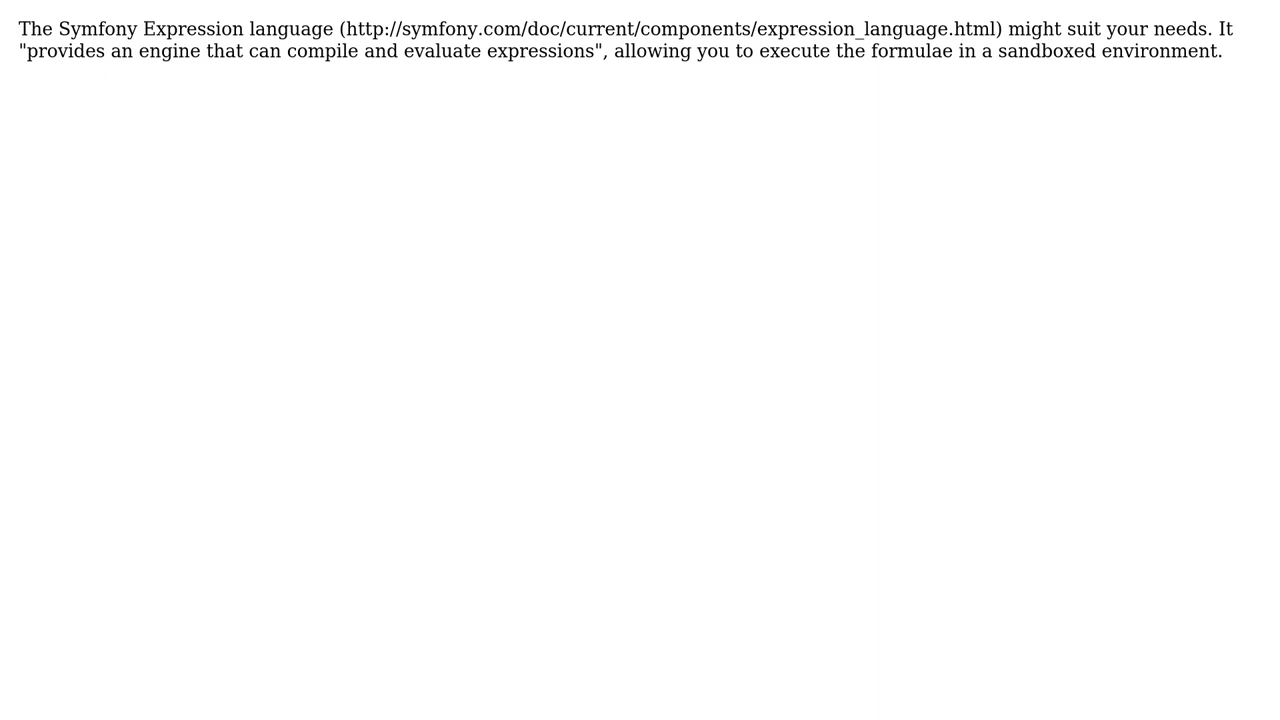 The Symfony Expression language (http://symfony.com/doc/current/components/expression_language.html) might suit your needs. It
"provides an engine that can compile and evaluate expressions", allowing you to execute the formulae in a sandboxed environment.